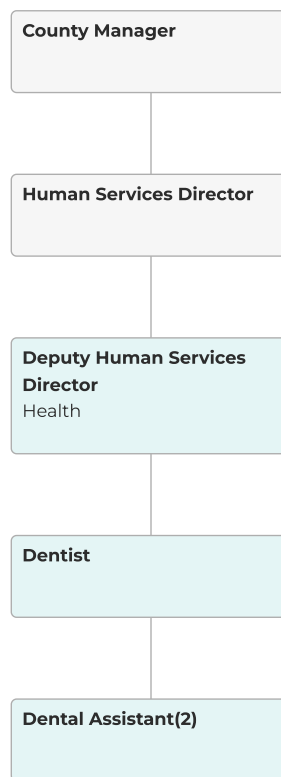 County Manager
Human Services Director
Deputy Human Services
Director
Health
Dentist
Dental Assistant(2)